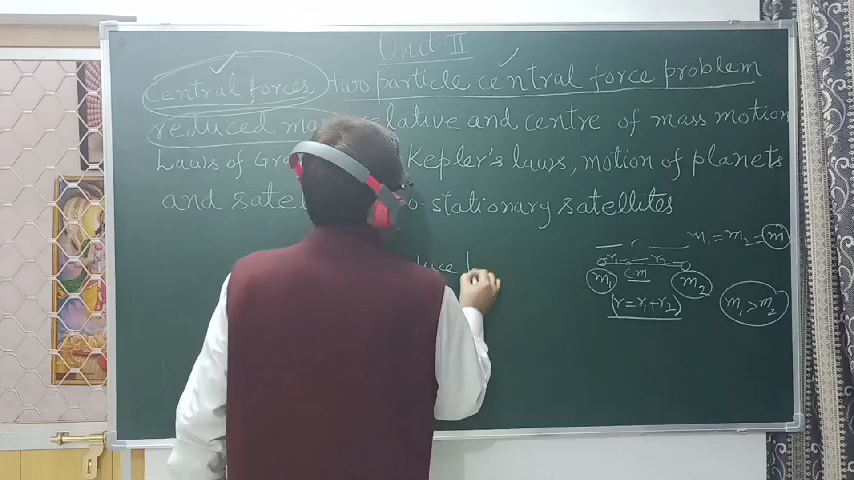 Unit-II
Central forces, two particle central force problem
reduced relative and centre of mass motion
Laws of Kepler's laws, motion of planets
and stationary satellites
m₁ = m₂ = m
r₁ r₂
m₁ CM m₂
(r = r₁ + r₂)
m₁ > m₂